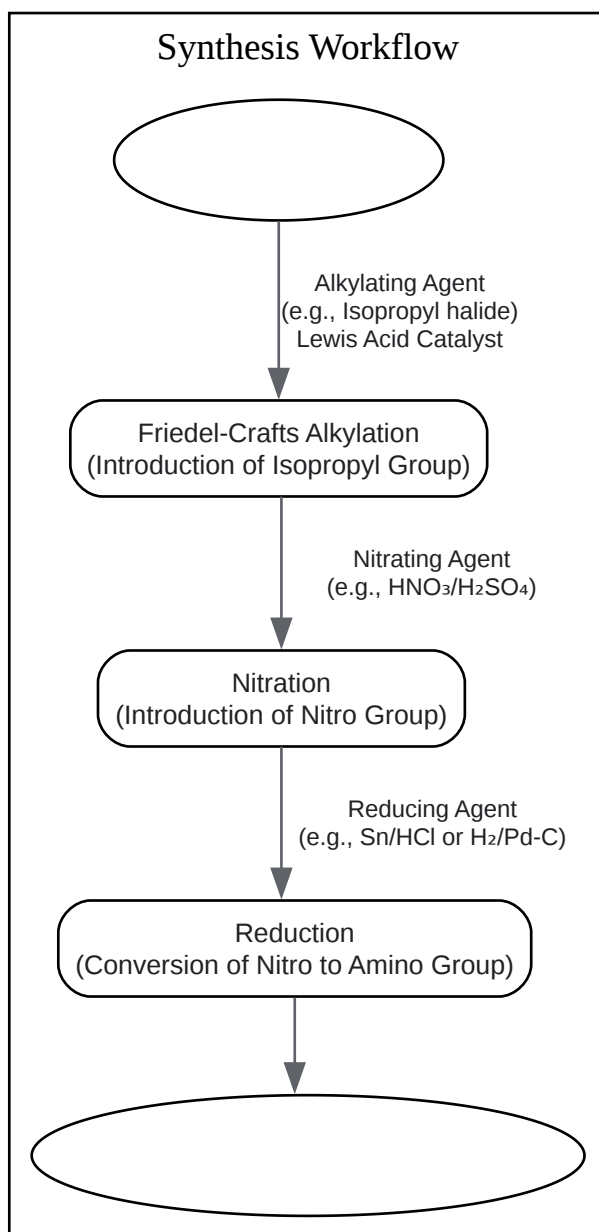 Synthesis Workflow
Alkylating Agent
(e.g., Isopropyl halide)
Lewis Acid Catalyst
Friedel-Crafts Alkylation
(Introduction of Isopropyl Group)
Nitrating Agent
(e.g., HNO₃/H₂SO₄)
Nitration
(Introduction of Nitro Group)
Reducing Agent
(e.g., Sn/HCl or H₂/Pd-C)
Reduction
(Conversion of Nitro to Amino Group)